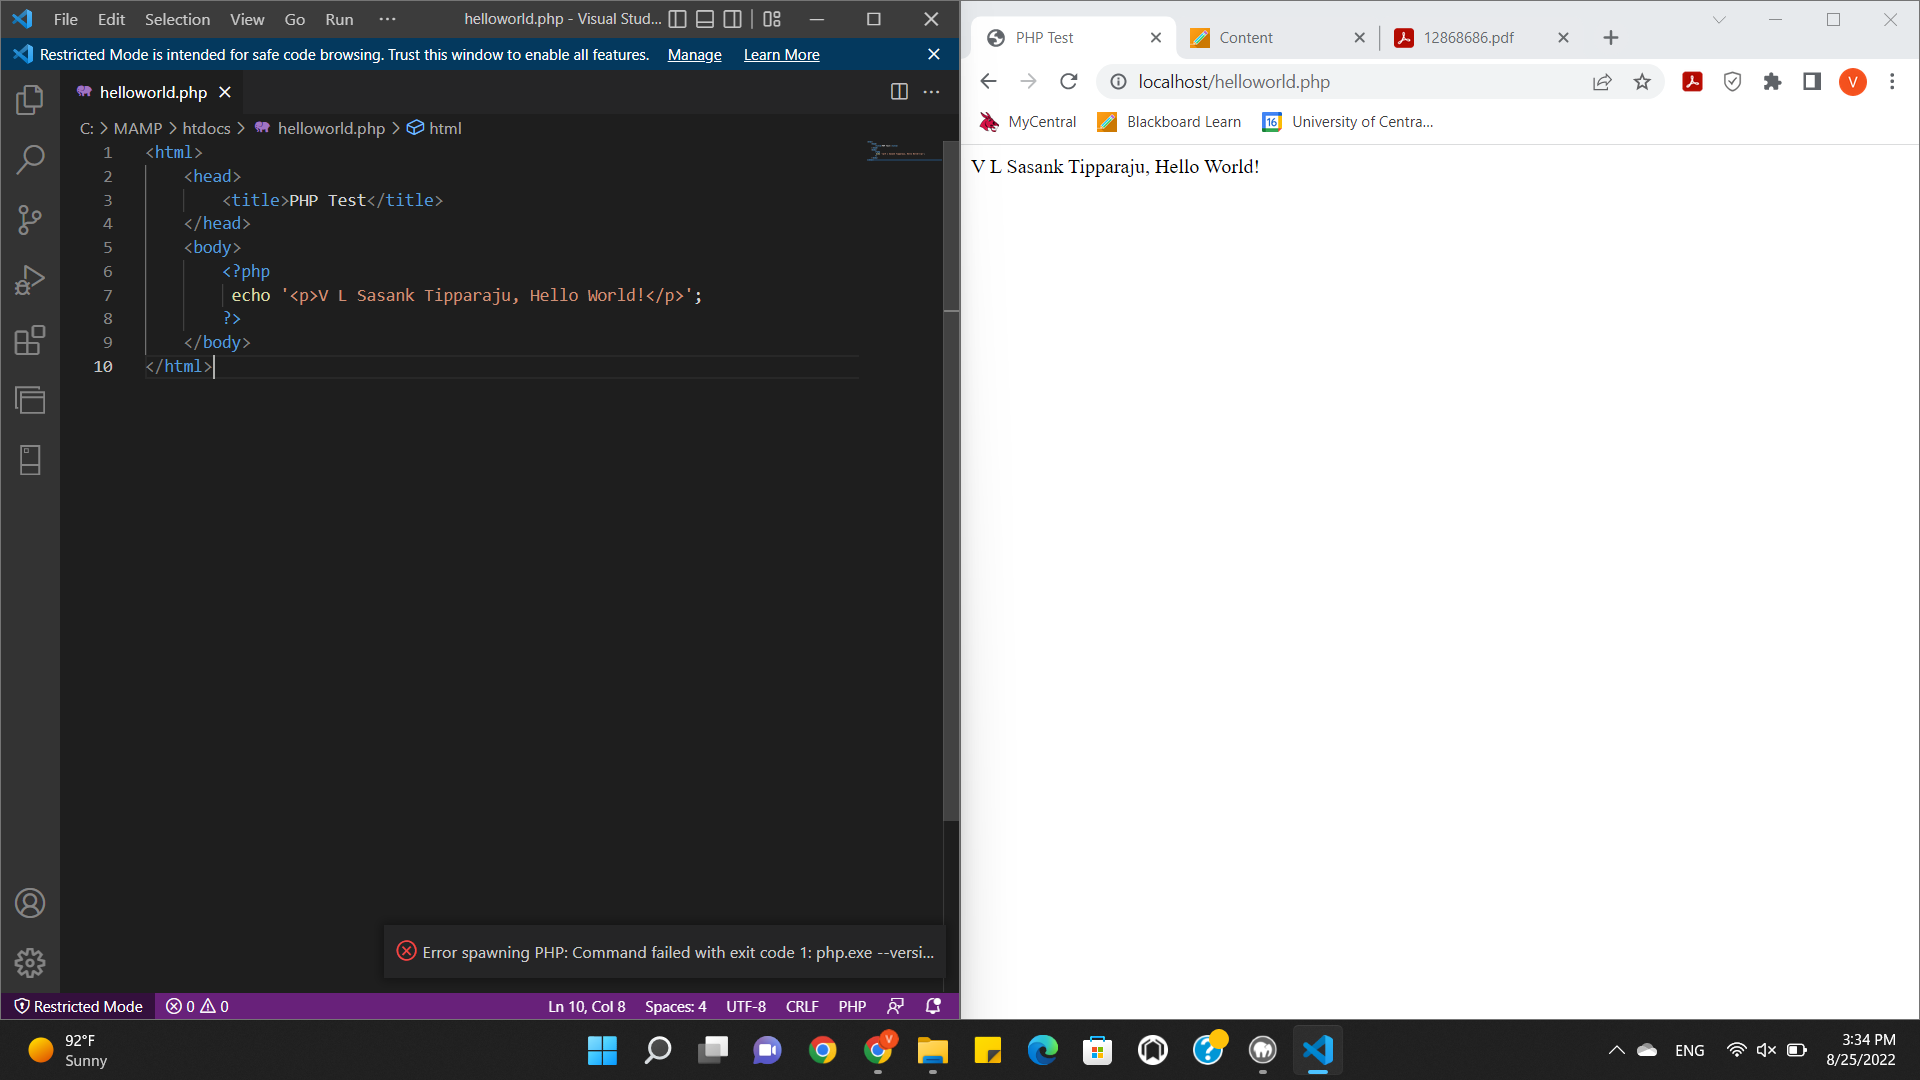 File Edit Selection View Go Run ··· helloworld.php - Visual Stud...
Restricted Mode is intended for safe code browsing. Trust this window to enable all features. Manage Learn More
helloworld.php
C: > MAMP > htdocs > helloworld.php > html
1 <html>
2 <head>
3 <title>PHP Test</title>
4 </head>
5 <body>
6 <?php
7 echo '<p>V L Sasank Tipparaju, Hello World!</p>';
8 ?>
9 </body>
10 </html>
Error spawning PHP: Command failed with exit code 1: php.exe --versi...
Restricted Mode 0 0 Ln 10, Col 8 Spaces: 4 UTF-8 CRLF PHP
PHP Test Content 12868686.pdf
localhost/helloworld.php V
MyCentral Blackboard Learn 16 University of Centra...
V L Sasank Tipparaju, Hello World!
92°F
Sunny
V
ENG
3:34 PM
8/25/2022